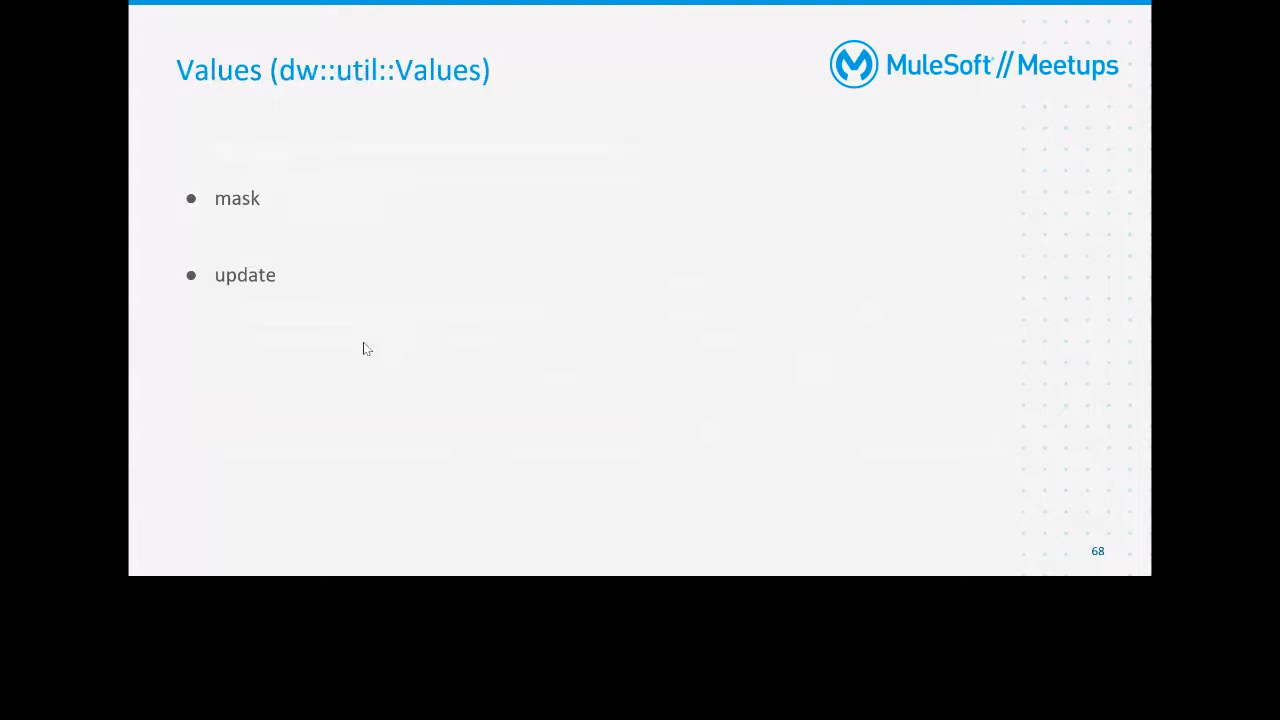 Values (dw::util::Values)
MuleSoft // Meetups
● mask
● update
68